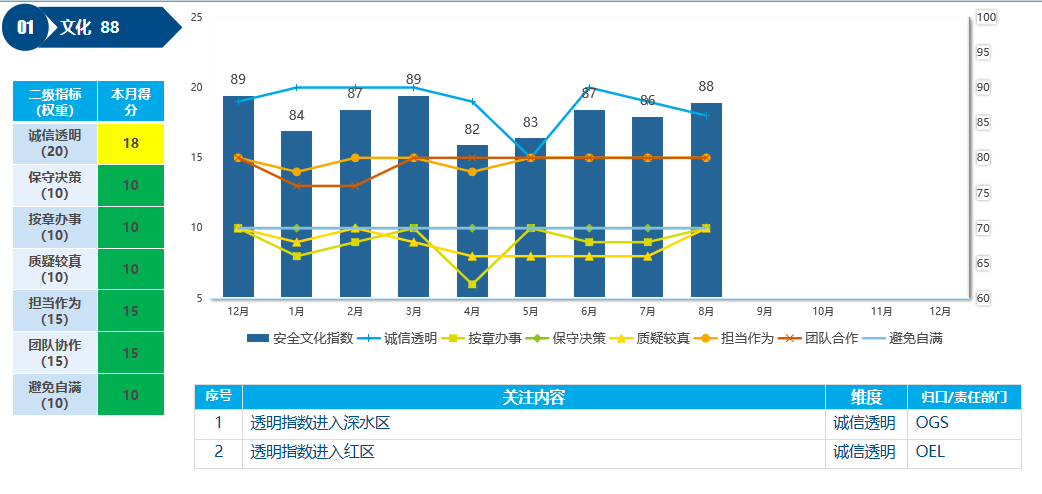 01 文化 88
二级指标
(权重)
本月得
分
诚信透明
(20)
18
保守决策
(10)
10
按章办事
(10)
10
质疑较真
(10)
10
担当作为
(15)
15
团队协作
(15)
15
避免自满
(10)
10
25
20
15
10
5
100
95
90
85
80
75
70
65
60
89
84
87
89
82
83
87
86
88
12月 1月 2月 3月 4月 5月 6月 7月 8月 9月 10月 11月 12月
安全文化指数 诚信透明 按章办事 保守决策 质疑较真 担当作为 团队合作 避免自满
序号 关注内容 维度 归口/责任部门
1 透明指数进入深水区 诚信透明 OGS
2 透明指数进入红区 诚信透明 OEL